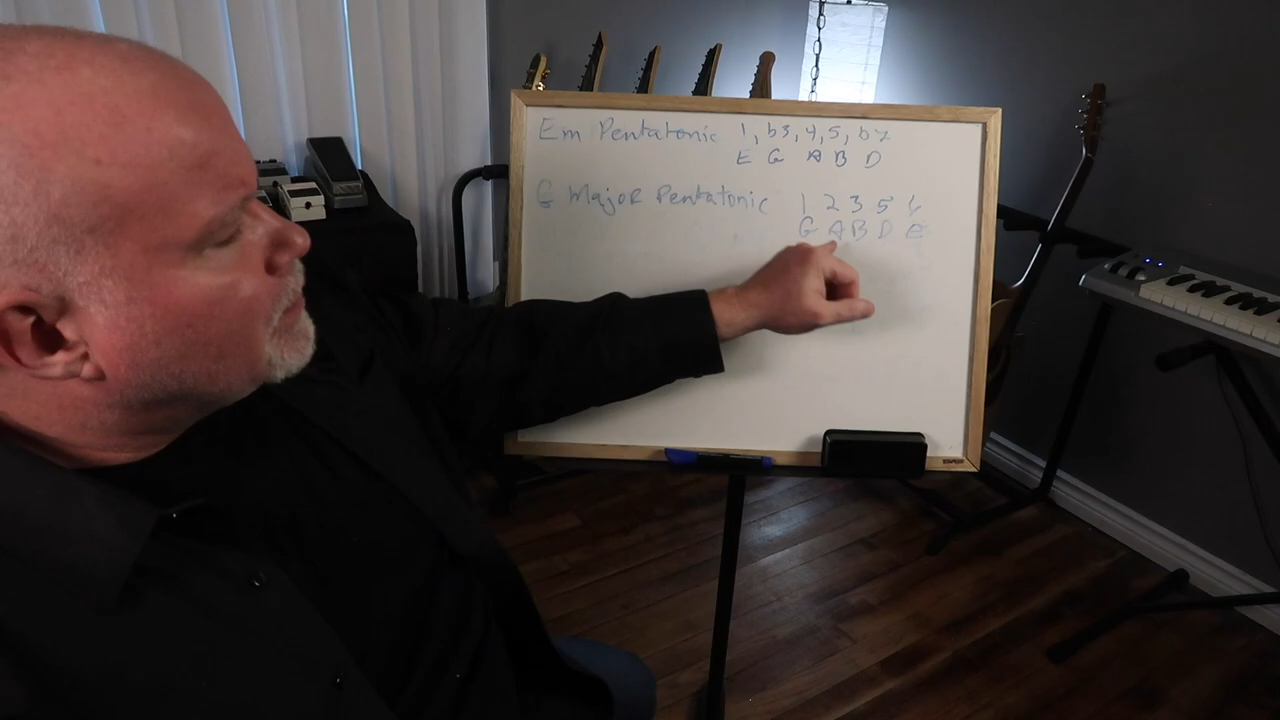 Em Pentatonic 1, b3, 4, 5, b7
E G A B D
G Major Pentatonic 1 2 3 5 6
G A B D E